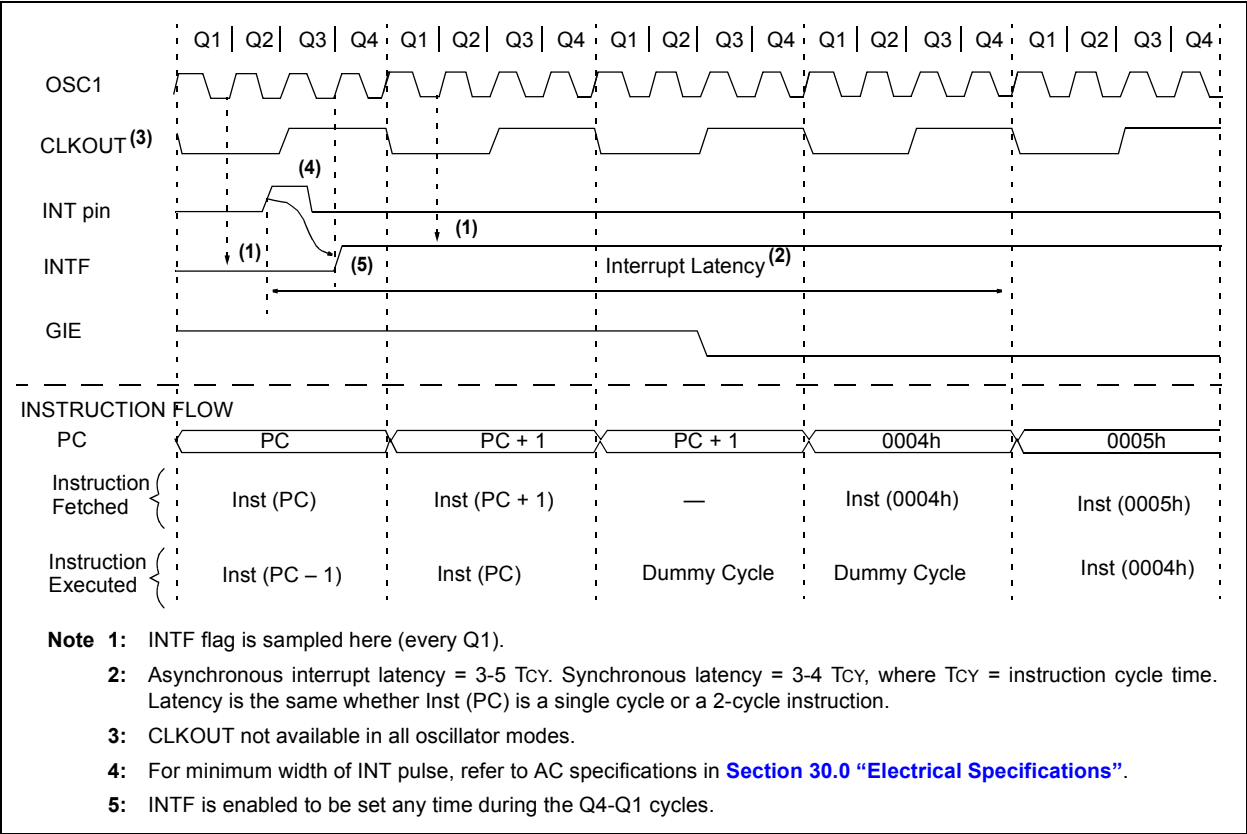 Q1 Q2 Q3 Q4 Q1 Q2 Q3 Q4 Q1 Q2 Q3 Q4 Q1 Q2 Q3 Q4 Q1 Q2 Q3 Q4
OSC1
CLKOUT (3)
(4)
INT pin
(1)
(1)
INTF
(5)
Interrupt Latency (2)
GIE
INSTRUCTION FLOW
PC PC PC + 1 PC + 1 0004h 0005h
Instruction
Fetched
Inst (PC) Inst (PC + 1) — Inst (0004h) Inst (0005h)
Instruction
Executed
Inst (PC – 1) Inst (PC) Dummy Cycle Dummy Cycle Inst (0004h)
Note 1: INTF flag is sampled here (every Q1).
2: Asynchronous interrupt latency = 3-5 TCY. Synchronous latency = 3-4 TCY, where TCY = instruction cycle time.
Latency is the same whether Inst (PC) is a single cycle or a 2-cycle instruction.
3: CLKOUT not available in all oscillator modes.
4: For minimum width of INT pulse, refer to AC specifications in Section 30.0 “Electrical Specifications”.
5: INTF is enabled to be set any time during the Q4-Q1 cycles.